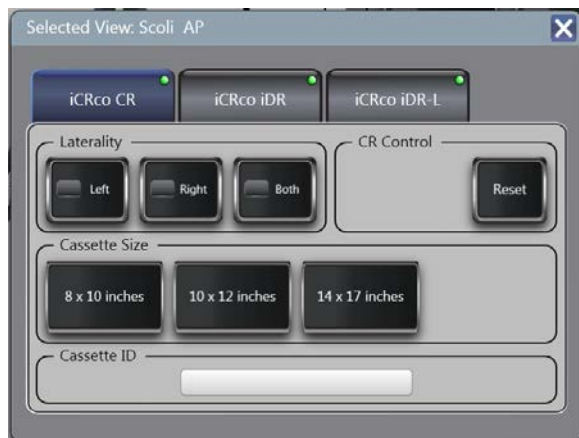 Selected View: Scoli AP
iCRco CR
iCRco iDR
iCRco iDR-L
Laterality
CR Control
Left
Right
Both
Reset
Cassette Size
8 x 10 inches
10 x 12 inches
14 x 17 inches
Cassette ID